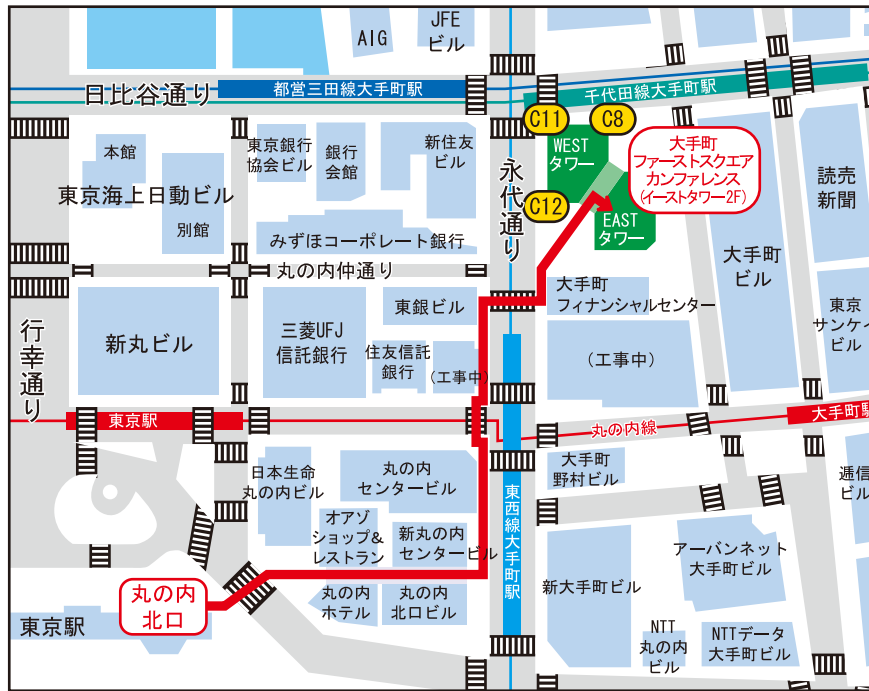 JFE
ビル
AIG
日比谷通り
都営三田線大手町駅
千代田線大手町駅
C11
C8
本館
東京銀行
協会ビル
銀行
会館
新住友
ビル
WEST
タワー
大手町
ファーストスクエア
カンファレンス
(イーストタワー2F)
東京海上日動ビル
別館
永代通り
C12
EAST
タワー
読売
新聞
みずほコーポレート銀行
丸の内仲通り
大手町
ビル
行幸通り
新丸ビル
三菱UFJ
信託銀行
東銀ビル
住友信託
銀行
(工事中)
大手町
フィナンシャルセンター
(工事中)
東京
サンケイ
ビル
東京駅
丸の内線
大手町駅
日本生命
丸の内ビル
丸の内
センタービル
大手町
野村ビル
逓信
ビル
オアゾ
ショップ&
レストラン
新丸の内
センタービル
東西線大手町駅
アーバンネット
大手町ビル
新大手町ビル
丸の内
北口
丸の内
ホテル
丸の内
北口ビル
東京駅
NTT
丸の内
ビル
NTTデータ
大手町ビル